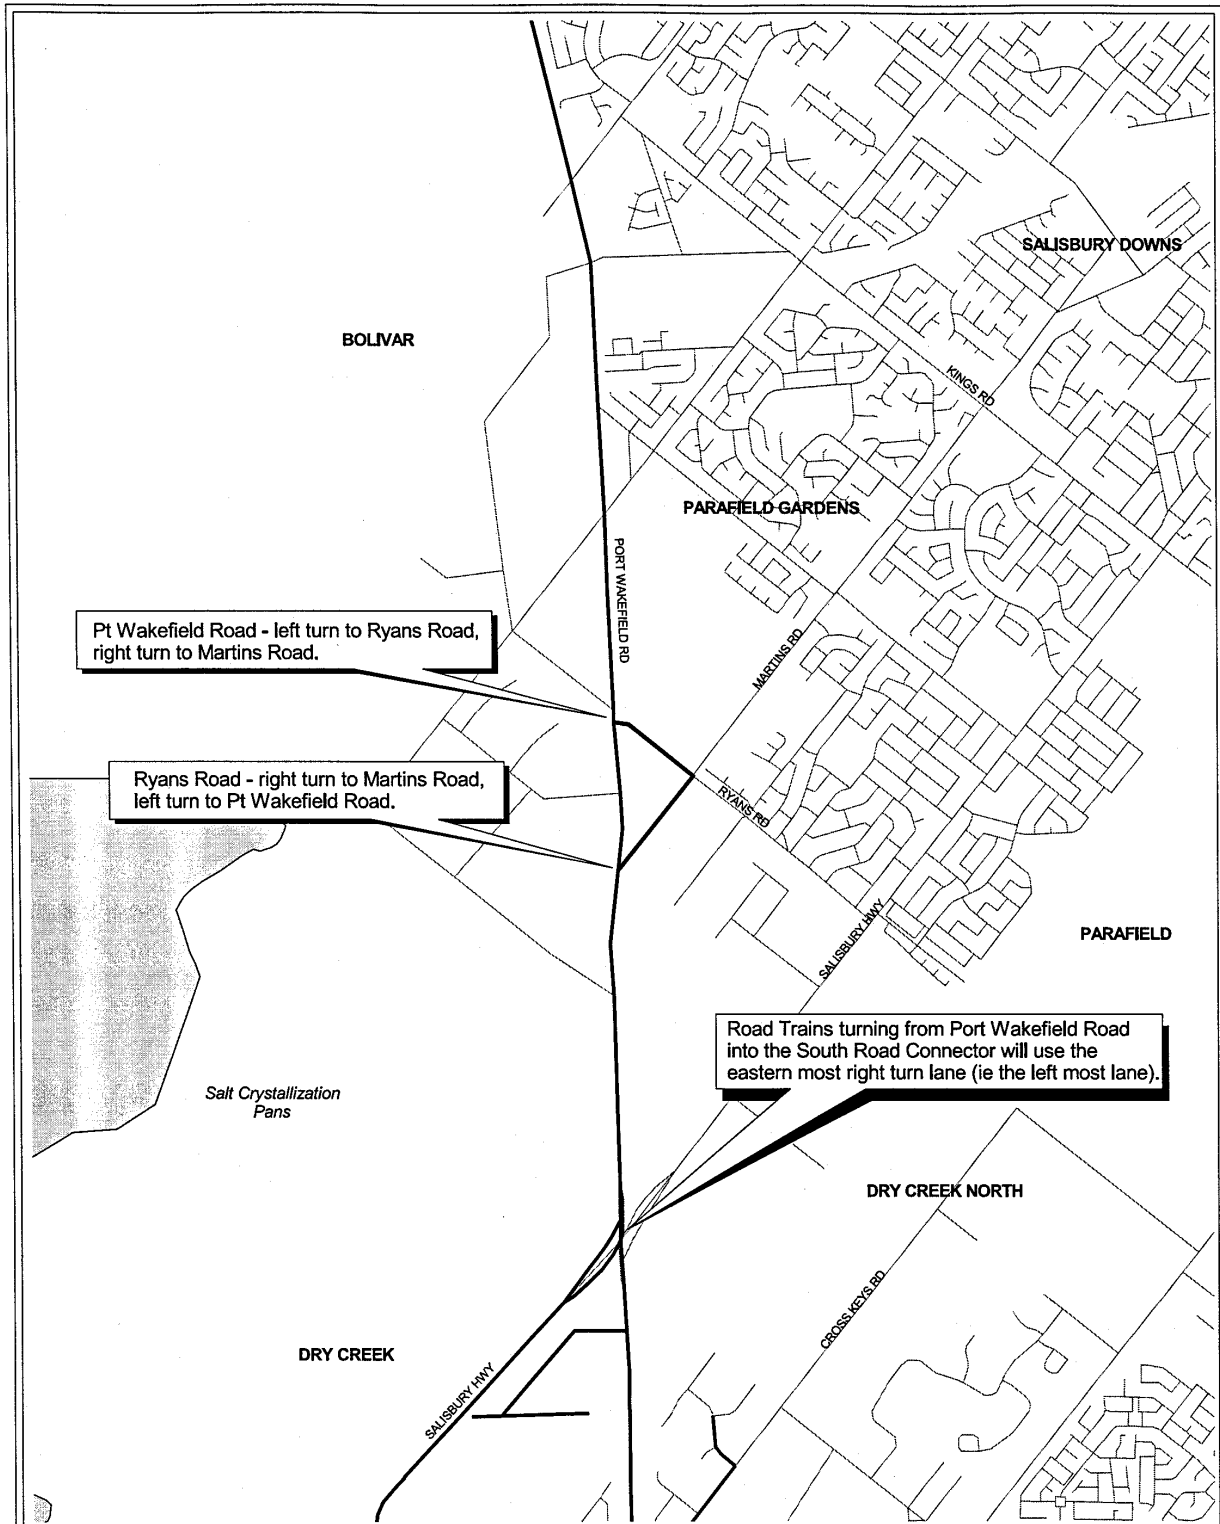 SALISBURY DOWNS
BOLIVAR
KINGS RD
PARAFIELD GARDENS
PORT WAKEFIELD RD
Pt Wakefield Road - left turn to Ryans Road,
right turn to Martins Road.
MARTINS RD
Ryans Road - right turn to Martins Road,
left turn to Pt Wakefield Road.
RYANS RD
SALISBURY HWY
PARAFIELD
Road Trains turning from Port Wakefield Road
into the South Road Connector will use the
eastern most right turn lane (ie the left most lane).
Salt Crystallization
Pans
DRY CREEK NORTH
CROSS KEYS RD
DRY CREEK
SALISBURY HWY